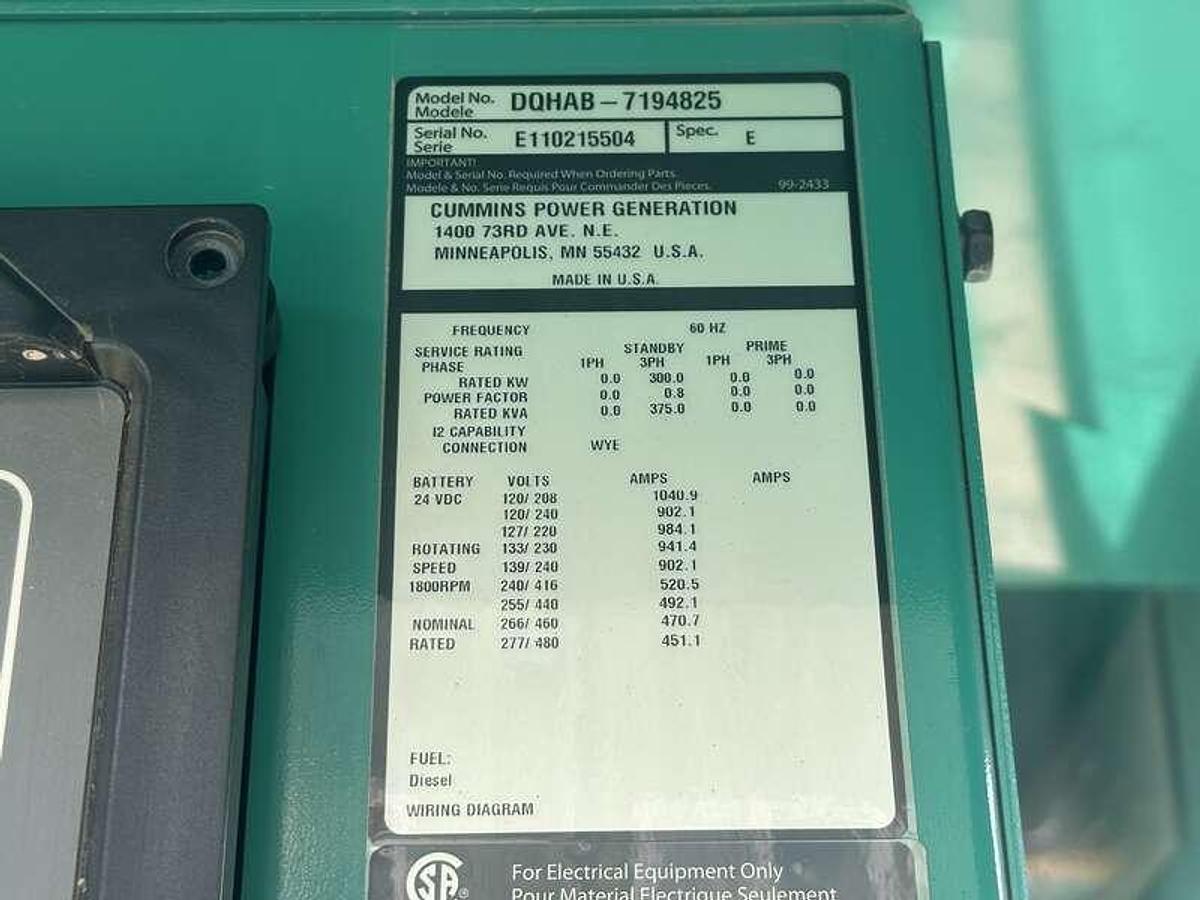 Model No. DQHAB-7194825
Modele
Serial No. E110215504 Spec. E
Serie
IMPORTANT!
Model & Serial No. Required When Ordering Parts.
Modele & No. Serie Requis Pour Commander Des Pieces. 99-2433
CUMMINS POWER GENERATION
1400 73RD AVE. N.E.
MINNEAPOLIS, MN 55432 U.S.A.
MADE IN U.S.A.
FREQUENCY 60 HZ
SERVICE RATING STANDBY PRIME
PHASE 1PH 3PH 1PH 3PH
RATED KW 0.0 300.0 0.0 0.0
POWER FACTOR 0.0 0.8 0.0 0.0
RATED KVA 0.0 375.0 0.0 0.0
I2 CAPABILITY
CONNECTION WYE
BATTERY VOLTS AMPS AMPS
24 VDC 120/ 208 1040.9
120/ 240 902.1
127/ 220 984.1
ROTATING 133/ 230 941.4
SPEED 139/ 240 902.1
1800RPM 240/ 416 520.5
255/ 440 492.1
NOMINAL 266/ 460 470.7
RATED 277/ 480 451.1
FUEL:
Diesel
WIRING DIAGRAM
SA ®
For Electrical Equipment Only
Pour Material Electrique Seulement